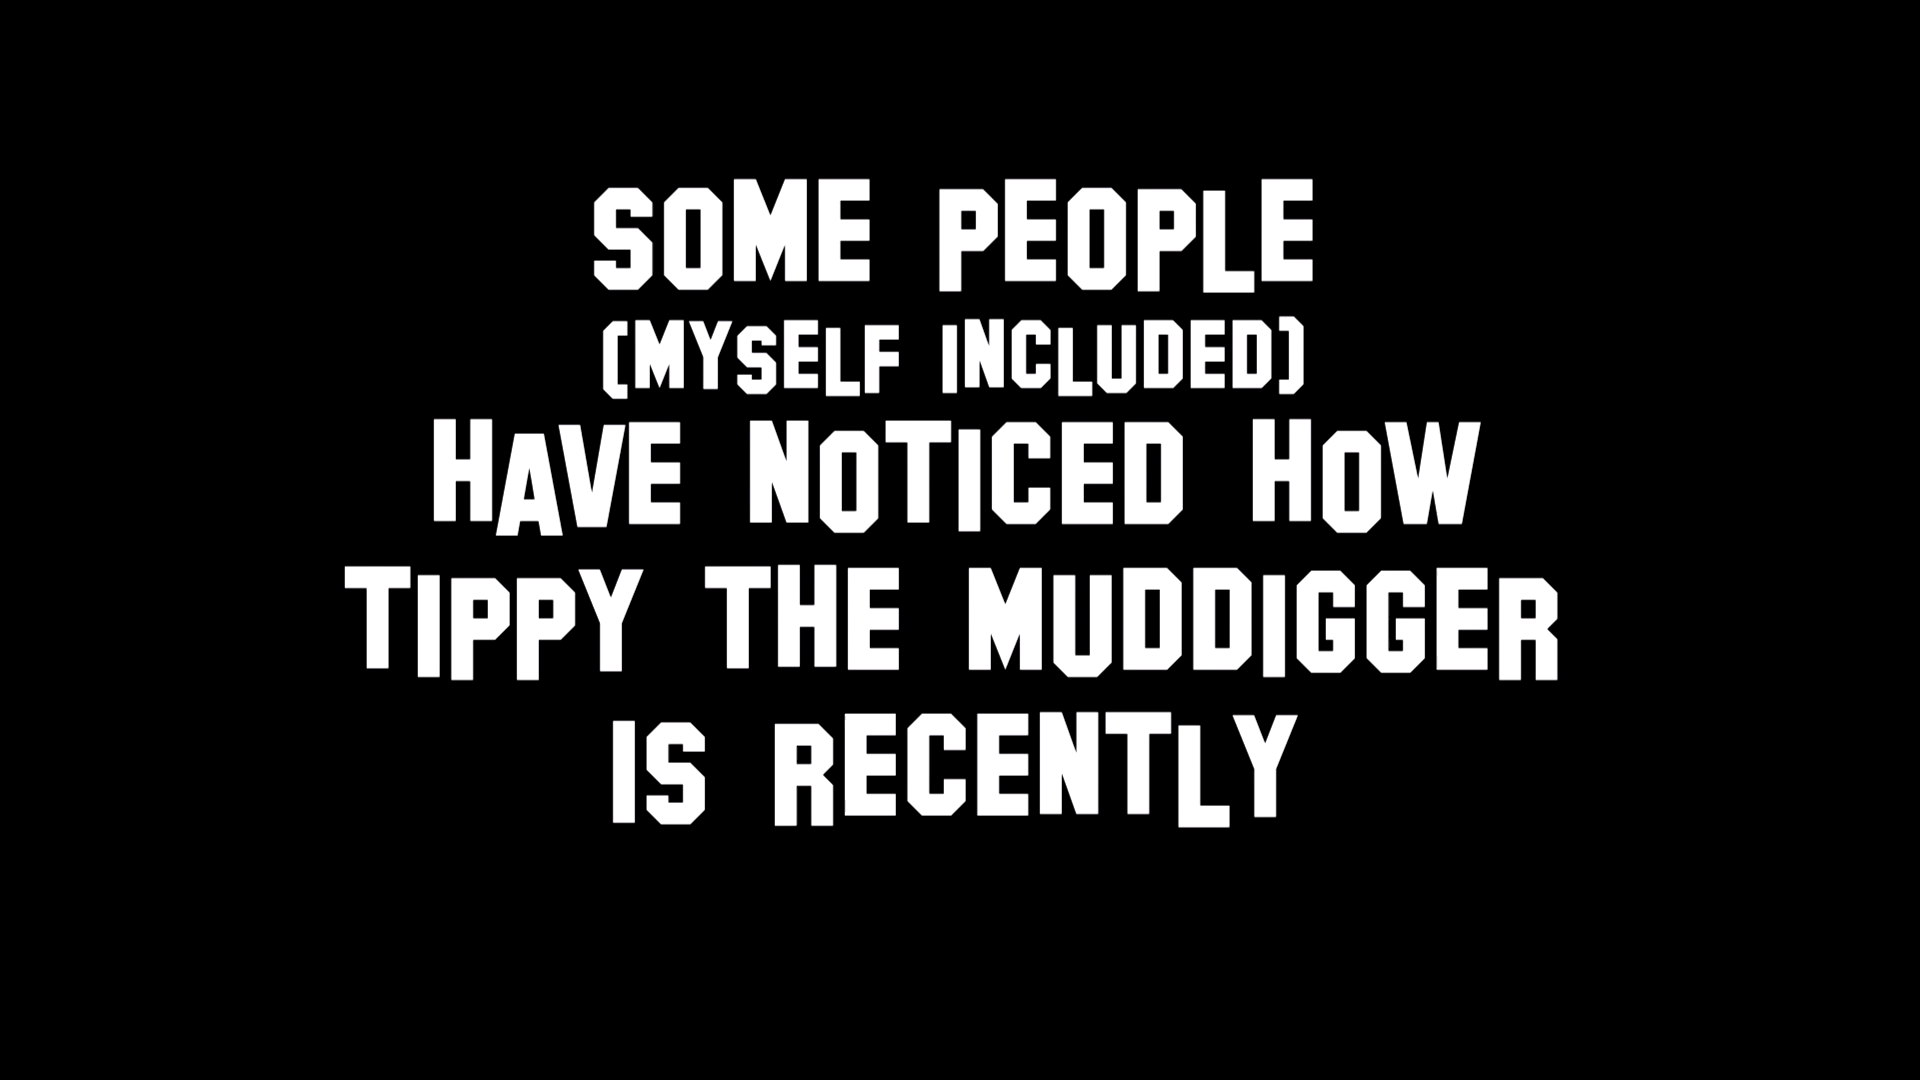 SOME PEOPLE
(MYSELF INCLUDED)
HAVE NOTICED HOW
TIPPY THE MUDDIGGER
IS RECENTLY